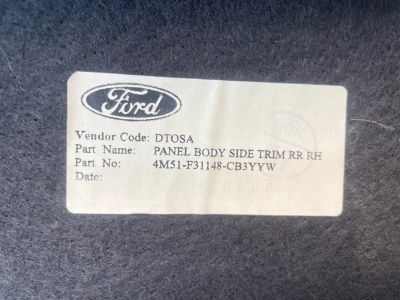 Ford
Vendor Code: DTOSA
Part Name: PANEL BODY SIDE TRIM RR RH
Part No: 4M51-F31148-CB3YYW
Date: